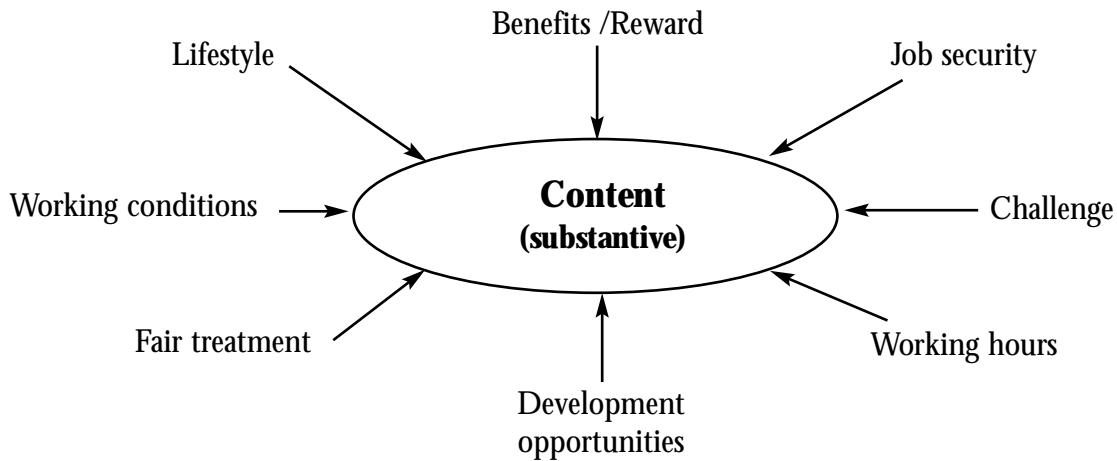 Benefits /Reward
Lifestyle
Job security
Content
(substantive)
Working conditions
Challenge
Fair treatment
Working hours
Development
opportunities